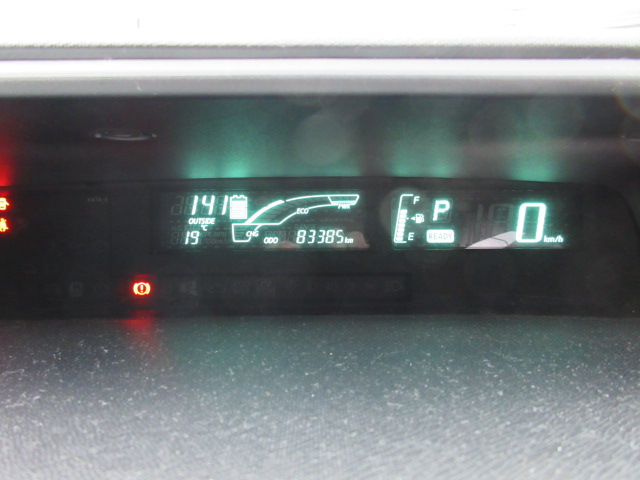 141
PWR
ECO
OUTSIDE
19 °C
CHG
ODO 83385 km
F
E
P
READY
0 km/h